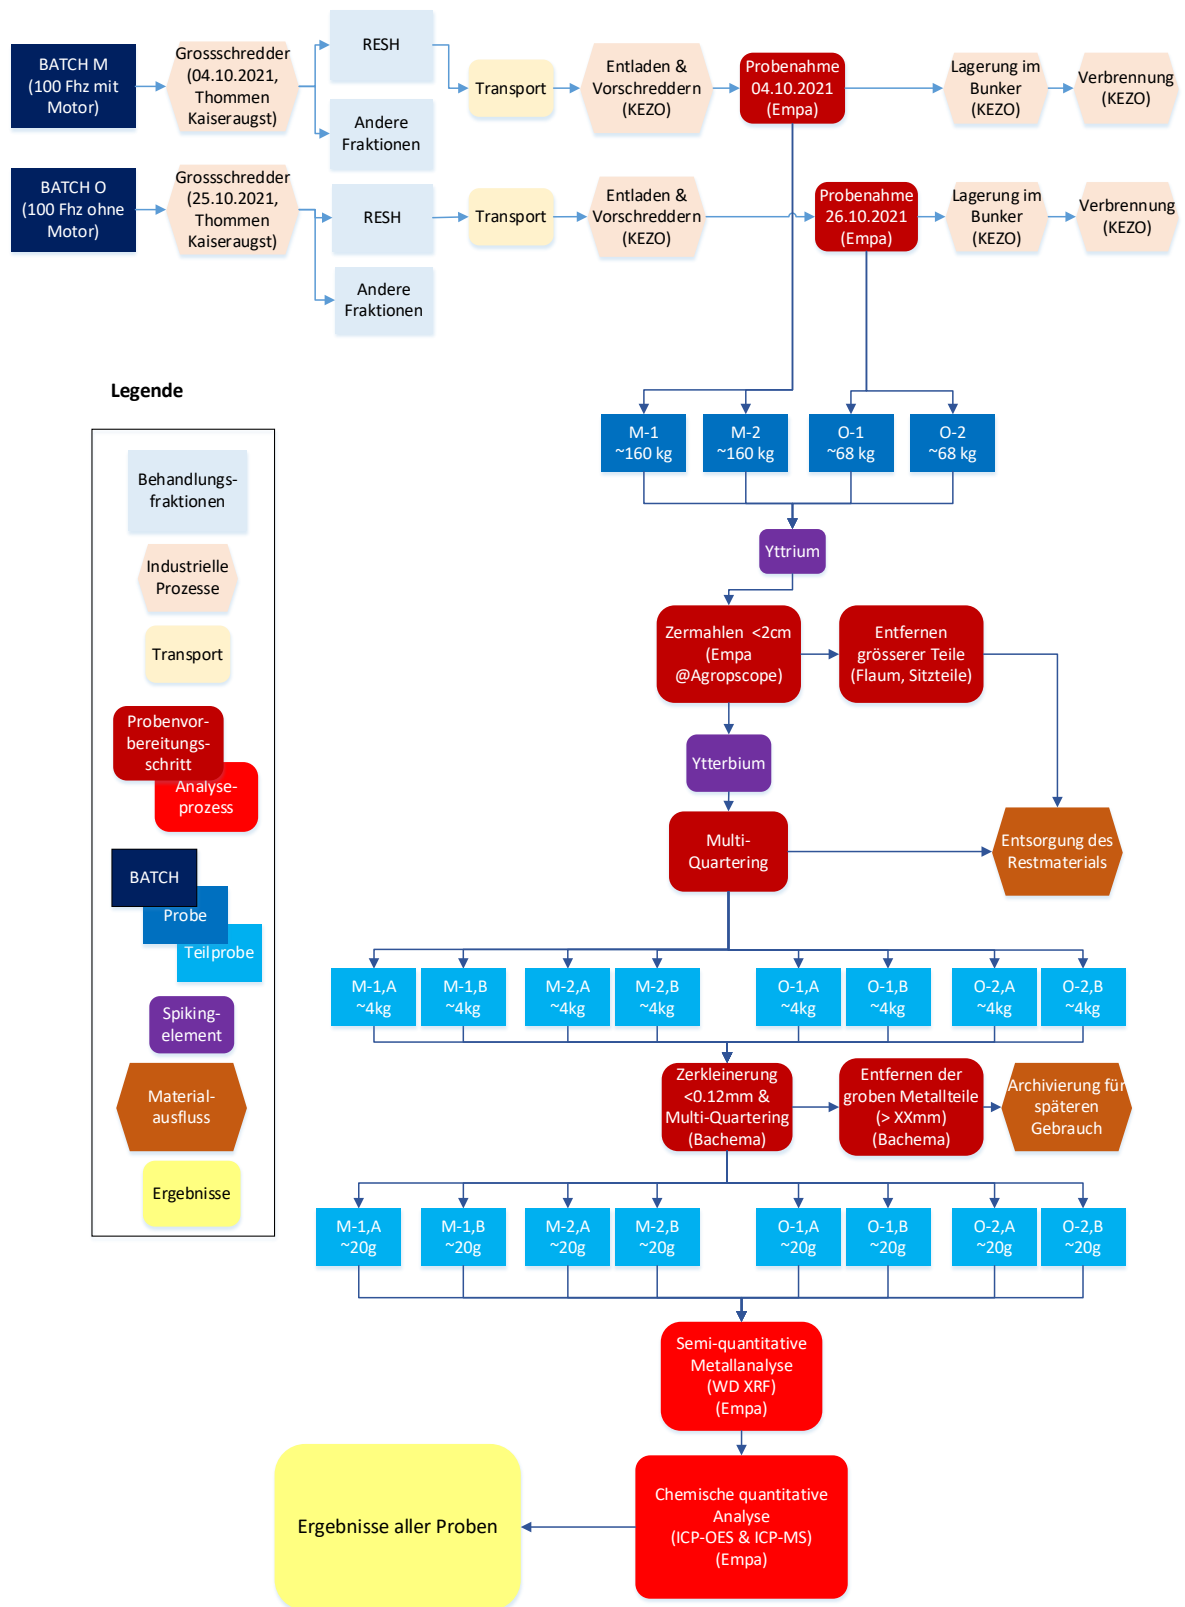 BATCH M
(100 Fhz mit
Motor)
Grossschredder
(04.10.2021,
Thommen
Kaiseraugst)
RESH
Andere
Fraktionen
Transport
Entladen &
Vorschreddern
(KEZO)
Probenahme
04.10.2021
(Empa)
Lagerung im
Bunker
(KEZO)
Verbrennung
(KEZO)
BATCH O
(100 Fhz ohne
Motor)
Grossschredder
(25.10.2021,
Thommen
Kaiseraugst)
RESH
Andere
Fraktionen
Transport
Entladen &
Vorschreddern
(KEZO)
Probenahme
26.10.2021
(Empa)
Lagerung im
Bunker
(KEZO)
Verbrennung
(KEZO)
Legende
Behandlungs-
fraktionen
Industrielle
Prozesse
Transport
Probenvor-
bereitungs-
schritt
Analyse-
prozess
BATCH
Probe
Teilprobe
Spiking-
element
Material-
ausfluss
Ergebnisse
M-1
~160 kg
M-2
~160 kg
O-1
~68 kg
O-2
~68 kg
Yttrium
Zermahlen <2cm
(Empa
@Agropscope)
Entfernen
grösserer Teile
(Flaum, Sitzteile)
Ytterbium
Multi-
Quartering
Entsorgung des
Restmaterials
M-1,A
~4kg
M-1,B
~4kg
M-2,A
~4kg
M-2,B
~4kg
O-1,A
~4kg
O-1,B
~4kg
O-2,A
~4kg
O-2,B
~4kg
Zerkleinerung
<0.12mm &
Multi-Quartering
(Bachema)
Entfernen der
groben Metallteile
(> XXmm)
(Bachema)
Archivierung für
späteren
Gebrauch
M-1,A
~20g
M-1,B
~20g
M-2,A
~20g
M-2,B
~20g
O-1,A
~20g
O-1,B
~20g
O-2,A
~20g
O-2,B
~20g
Semi-quantitative
Metallanalyse
(WD XRF)
(Empa)
Chemische quantitative
Analyse
(ICP-OES & ICP-MS)
(Empa)
Ergebnisse aller Proben